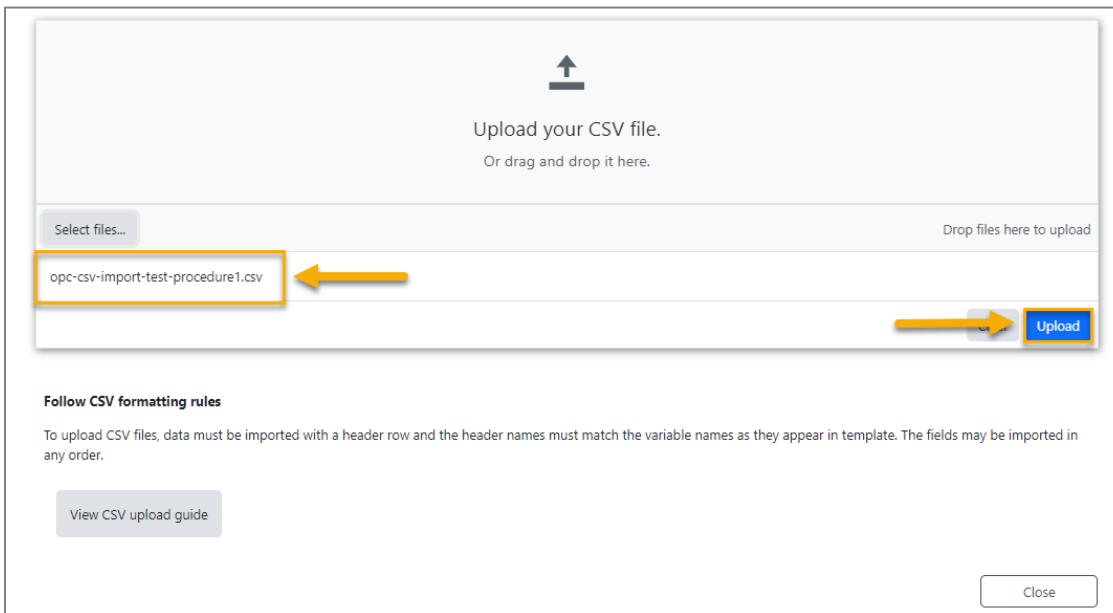 Upload your CSV file.
Or drag and drop it here.
Select files...
Drop files here to upload
opc-csv-import-test-procedure1.csv
Upload
Follow CSV formatting rules
To upload CSV files, data must be imported with a header row and the header names must match the variable names as they appear in template. The fields may be imported in
any order.
View CSV upload guide
Close